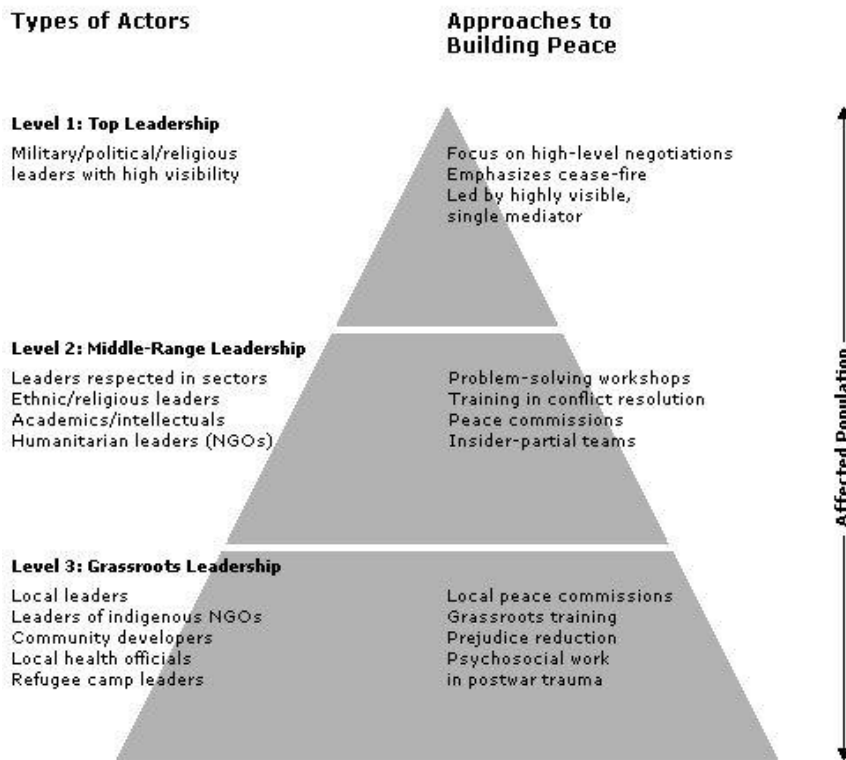 Types of Actors
Approaches to
Building Peace
Level 1: Top Leadership
Military/political/religious
leaders with high visibility
Focus on high-level negotiations
Emphasizes cease-fire
Led by highly visible,
single mediator
Level 2: Middle-Range Leadership
Leaders respected in sectors
Ethnic/religious leaders
Academics/intellectuals
Humanitarian leaders (NGOs)
Problem-solving workshops
Training in conflict resolution
Peace commissions
Insider-partial teams
Level 3: Grassroots Leadership
Local leaders
Leaders of indigenous NGOs
Community developers
Local health officials
Refugee camp leaders
Local peace commissions
Grassroots training
Prejudice reduction
Psychosocial work
in postwar trauma
Affected Population